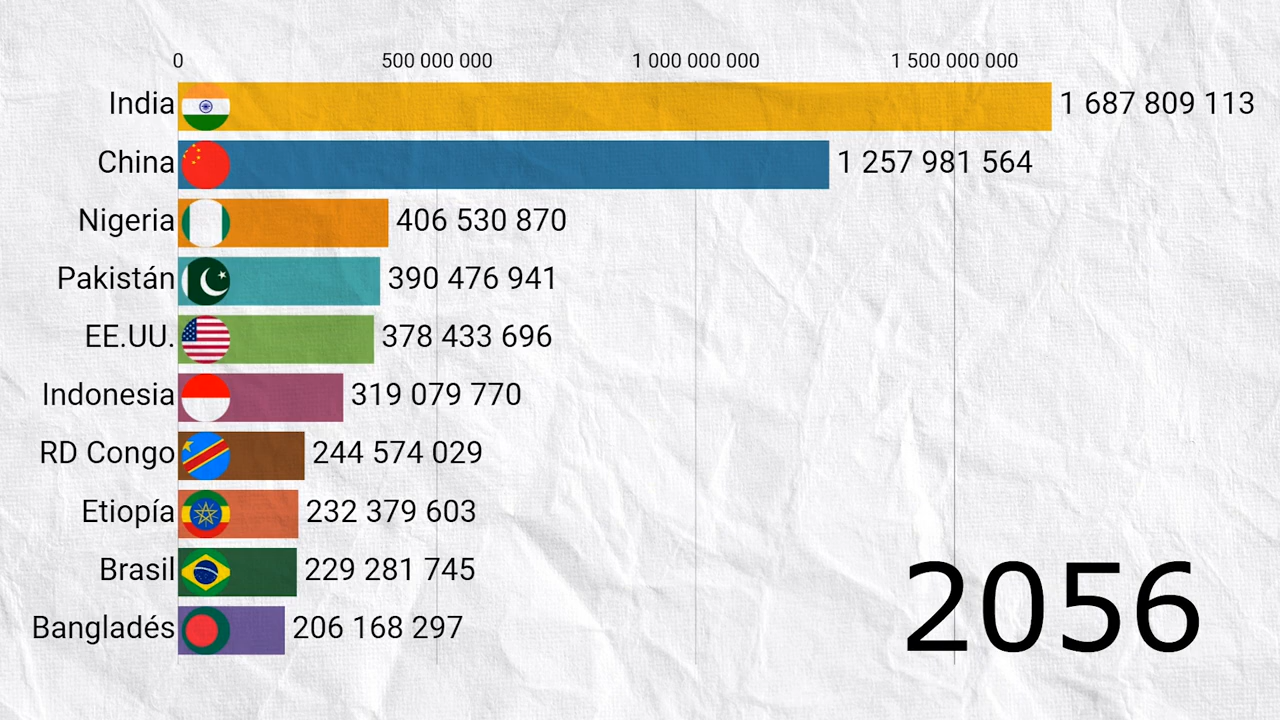 0 500 000 000 1 000 000 000 1 500 000 000
India 1 687 809 113
China 1 257 981 564
Nigeria 406 530 870
Pakistán 390 476 941
EE.UU. 378 433 696
Indonesia 319 079 770
RD Congo 244 574 029
Etiopía 232 379 603
Brasil 229 281 745
Bangladés 206 168 297
2056